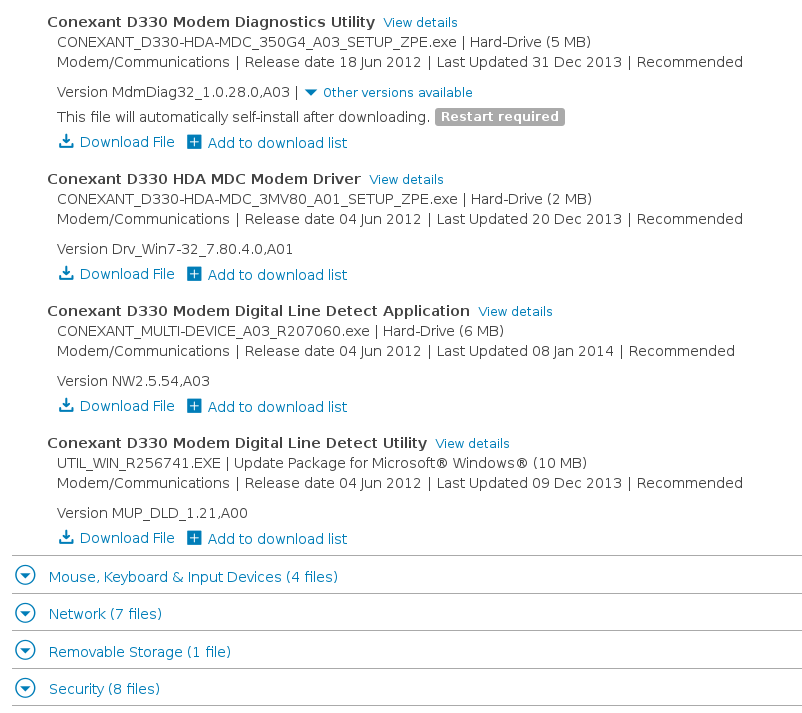 Conexant D330 Modem Diagnostics Utility View details
CONEXANT_D330-HDA-MDC_350G4_A03_SETUP_ZPE.exe | Hard-Drive (5 MB)
Modem/Communications | Release date 18 Jun 2012 | Last Updated 31 Dec 2013 | Recommended
Version MdmDiag32_1.0.28.0,A03 | Other versions available
This file will automatically self-install after downloading. Restart required
Download File Add to download list
Conexant D330 HDA MDC Modem Driver View details
CONEXANT_D330-HDA-MDC_3MV80_A01_SETUP_ZPE.exe | Hard-Drive (2 MB)
Modem/Communications | Release date 04 Jun 2012 | Last Updated 20 Dec 2013 | Recommended
Version Drv_Win7-32_7.80.4.0,A01
Download File Add to download list
Conexant D330 Modem Digital Line Detect Application View details
CONEXANT_MULTI-DEVICE_A03_R207060.exe | Hard-Drive (6 MB)
Modem/Communications | Release date 04 Jun 2012 | Last Updated 08 Jan 2014 | Recommended
Version NW2.5.54,A03
Download File Add to download list
Conexant D330 Modem Digital Line Detect Utility View details
UTIL_WIN_R256741.EXE | Update Package for Microsoft® Windows® (10 MB)
Modem/Communications | Release date 04 Jun 2012 | Last Updated 09 Dec 2013 | Recommended
Version MUP_DLD_1.21,A00
Download File Add to download list
Mouse, Keyboard & Input Devices (4 files)
Network (7 files)
Removable Storage (1 file)
Security (8 files)